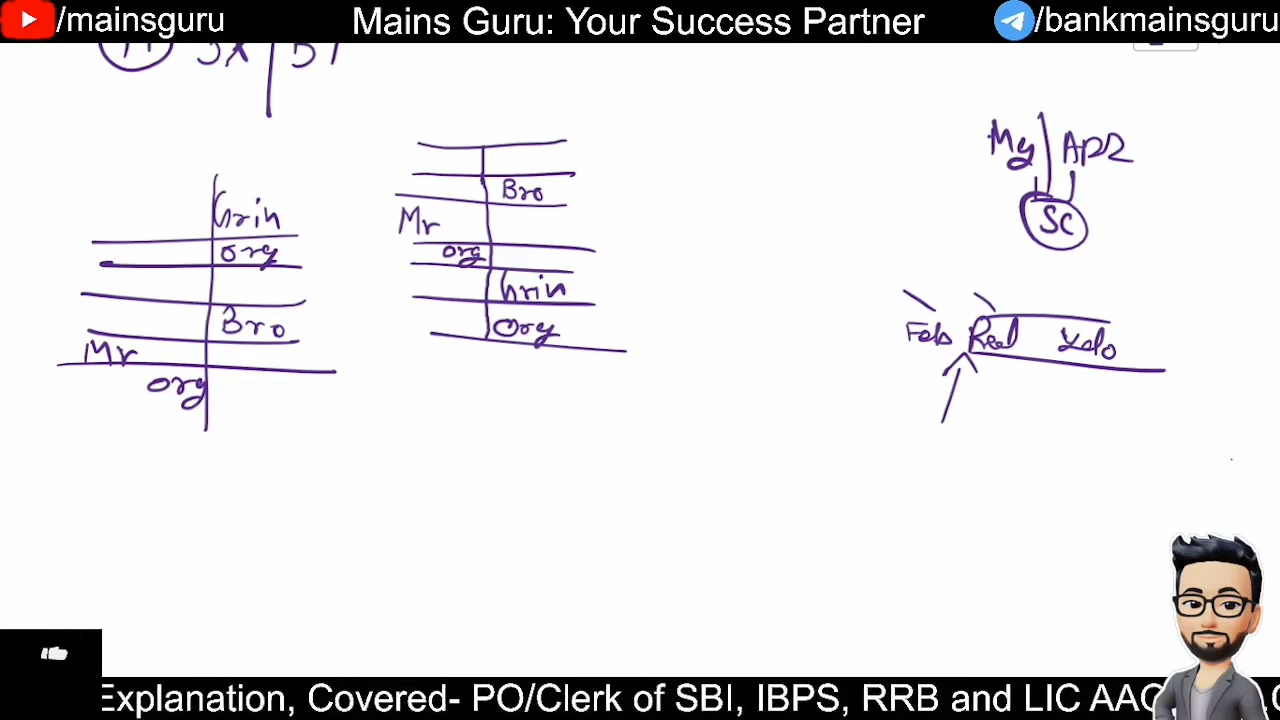 /mainsguru
Mains Guru: Your Success Partner
/bankmainsguru
Grin
org
Bro
Mr
org
Bro
Mr
org
Grin
Org
My APR
SC
Feb Red Yelo
Explanation, Covered- PO/Clerk of SBI, IBPS, RRB and LIC AAO